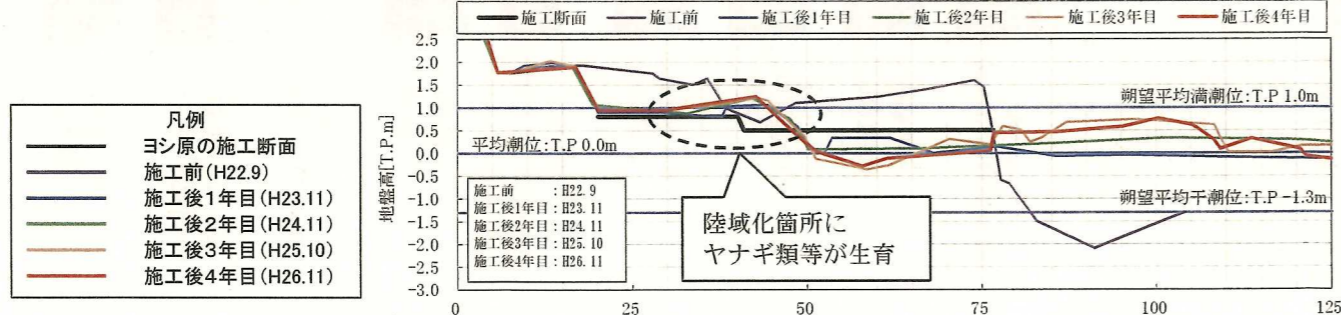 施工断面 施工前 施工後1年目 施工後2年目 施工後3年目 施工後4年目
凡例
ヨシ原の施工断面
施工前(H22.9)
施工後1年目(H23.11)
施工後2年目(H24.11)
施工後3年目(H25.10)
施工後4年目(H26.11)
地盤高[T.P.m]
2.5
2.0
1.5
1.0
0.5
0.0
-0.5
-1.0
-1.5
-2.0
-2.5
-3.0
朔望平均満潮位:T.P 1.0m
平均潮位:T.P 0.0m
朔望平均干潮位:T.P -1.3m
施工前 :H22.9
施工後1年目:H23.11
施工後2年目:H24.11
施工後3年目:H25.10
施工後4年目:H26.11
陸域化箇所に
ヤナギ類等が生育
0 25 50 75 100 125